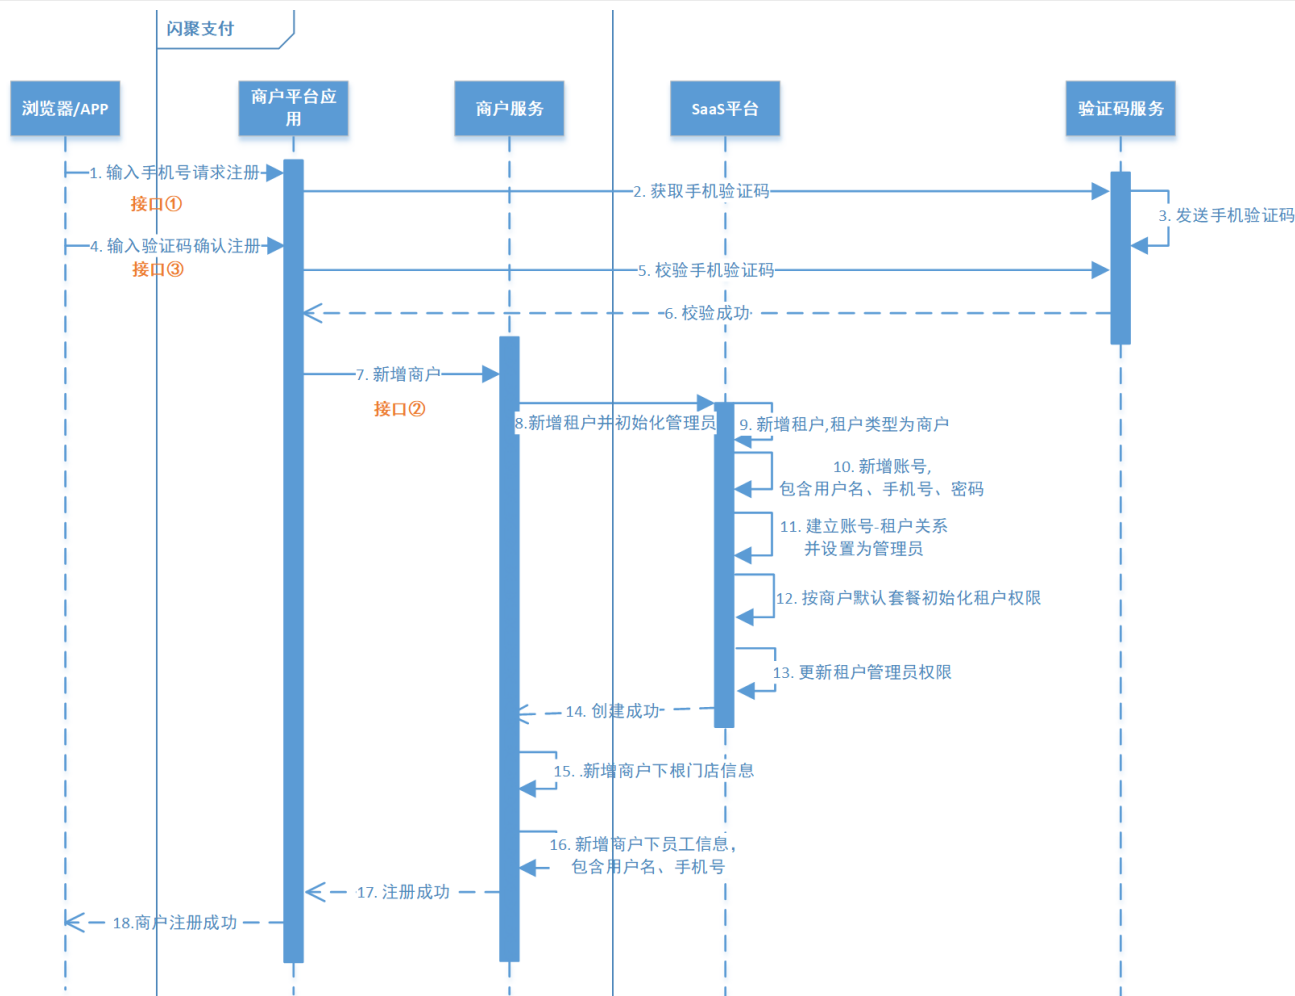 闪聚支付
浏览器/APP
商户平台应
用
商户服务
SaaS平台
验证码服务
1. 输入手机号请求注册
2. 获取手机验证码
接口①
3. 发送手机验证码
4. 输入验证码确认注册
接口③
5. 校验手机验证码
6. 校验成功
7. 新增商户
接口②
8.新增租户并初始化管理员
9. 新增租户,租户类型为商户
10. 新增账号,
包含用户名、手机号、密码
11. 建立账号-租户关系
并设置为管理员
12. 按商户默认套餐初始化租户权限
13. 更新租户管理员权限
14. 创建成功
15. .新增商户下根门店信息
16. 新增商户下员工信息，
包含用户名、手机号
17. 注册成功
18.商户注册成功